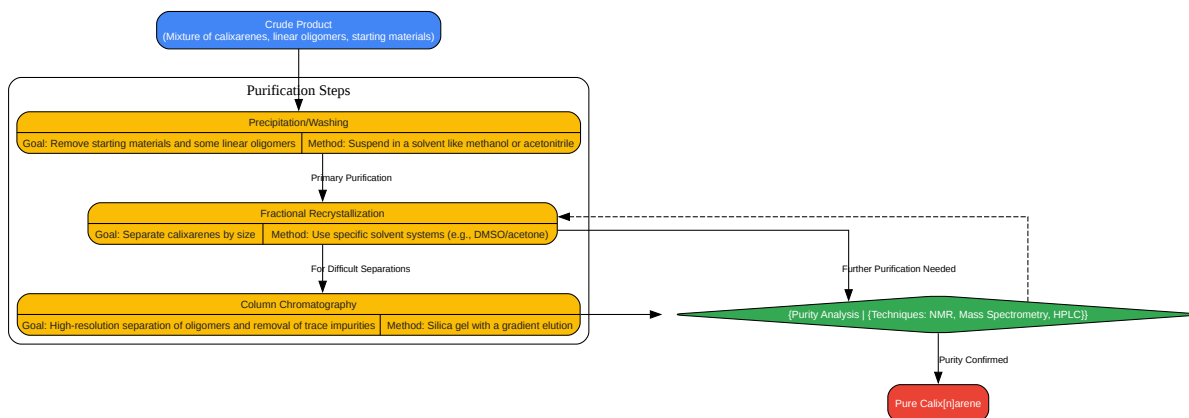 Crude Product
(Mixture of calixarenes, linear oligomers, starting materials)
Purification Steps
Precipitation/Washing
Goal: Remove starting materials and some linear oligomers
Method: Suspend in a solvent like methanol or acetonitrile
Primary Purification
Fractional Recrystallization
Goal: Separate calixarenes by size
Method: Use specific solvent systems (e.g., DMSO/acetone)
For Difficult Separations
Further Purification Needed
Column Chromatography
Goal: High-resolution separation of oligomers and removal of trace impurities
Method: Silica gel with a gradient elution
{Purity Analysis | {Techniques: NMR, Mass Spectrometry, HPLC}}
Purity Confirmed
Pure Calix[n]arene